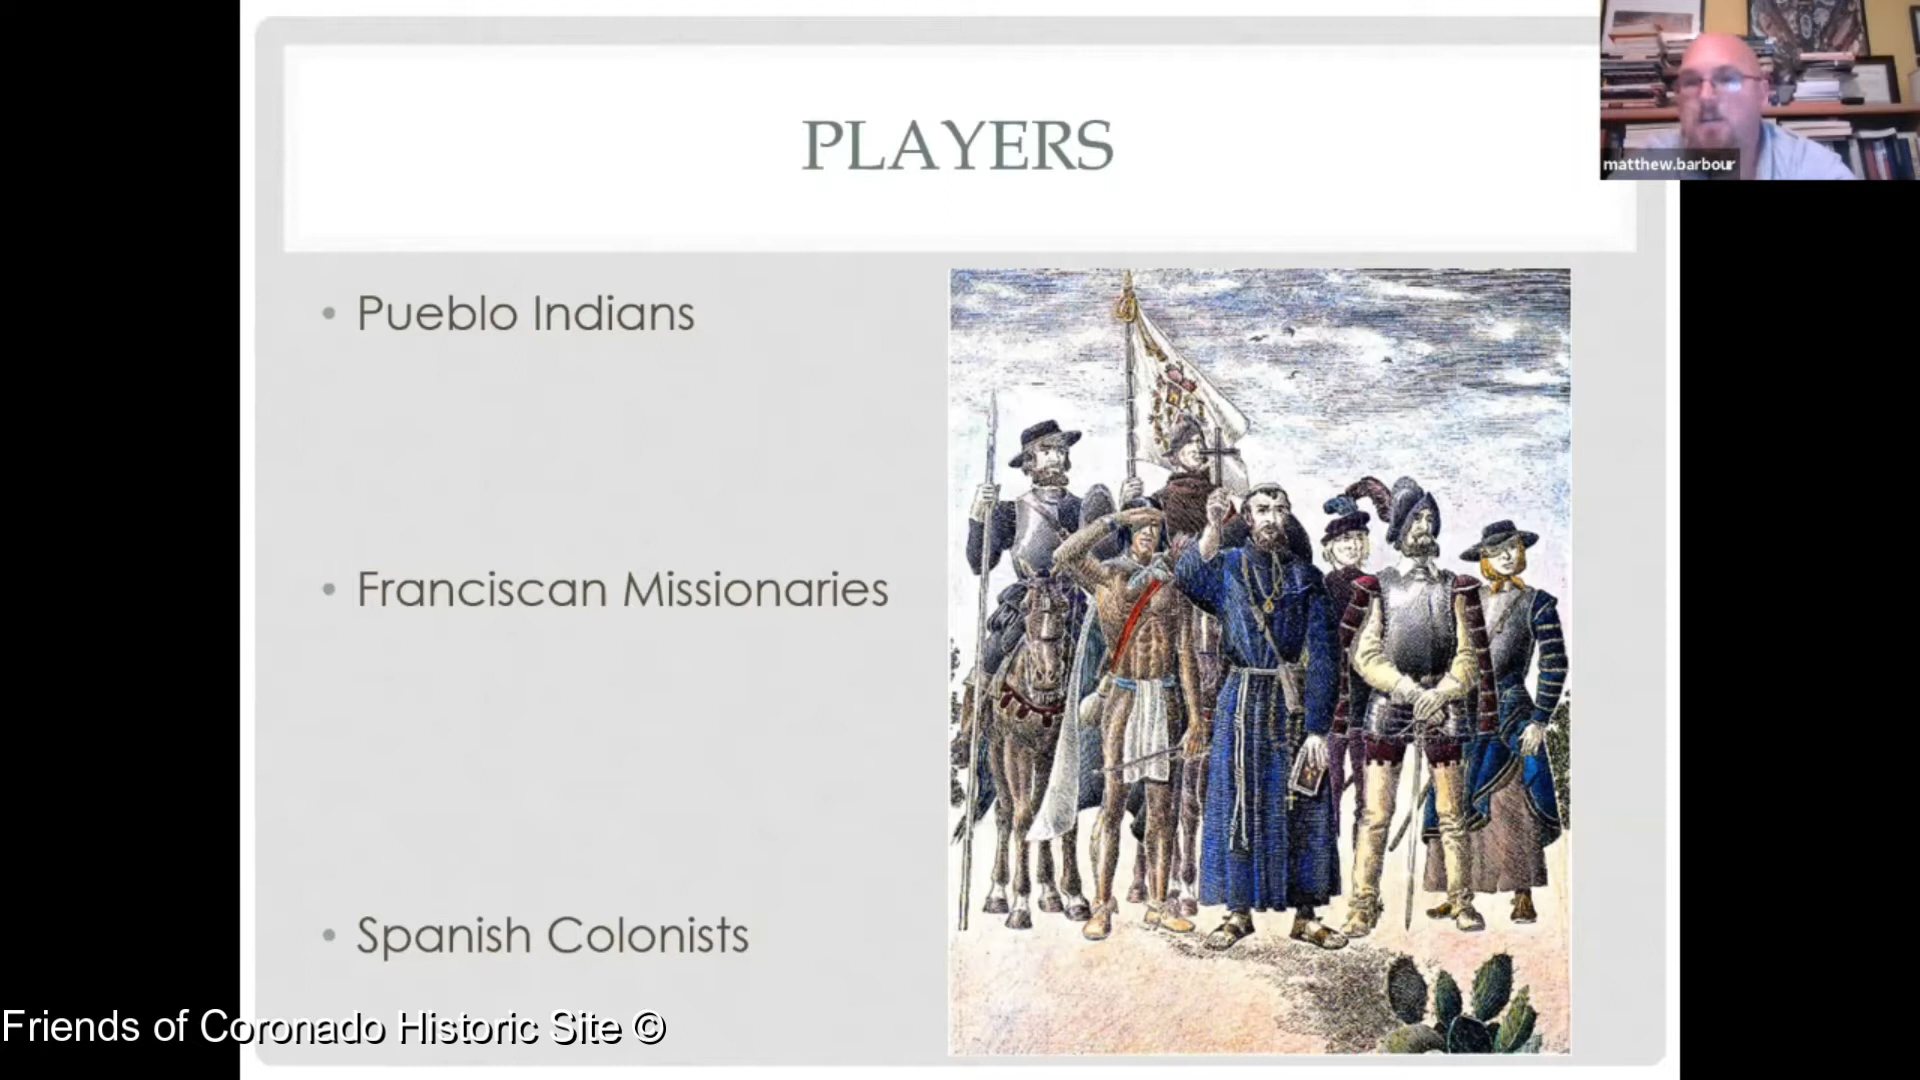 PLAYERS
matthew.barbour
• Pueblo Indians
• Franciscan Missionaries
• Spanish Colonists
Friends of Coronado Historic Site ©